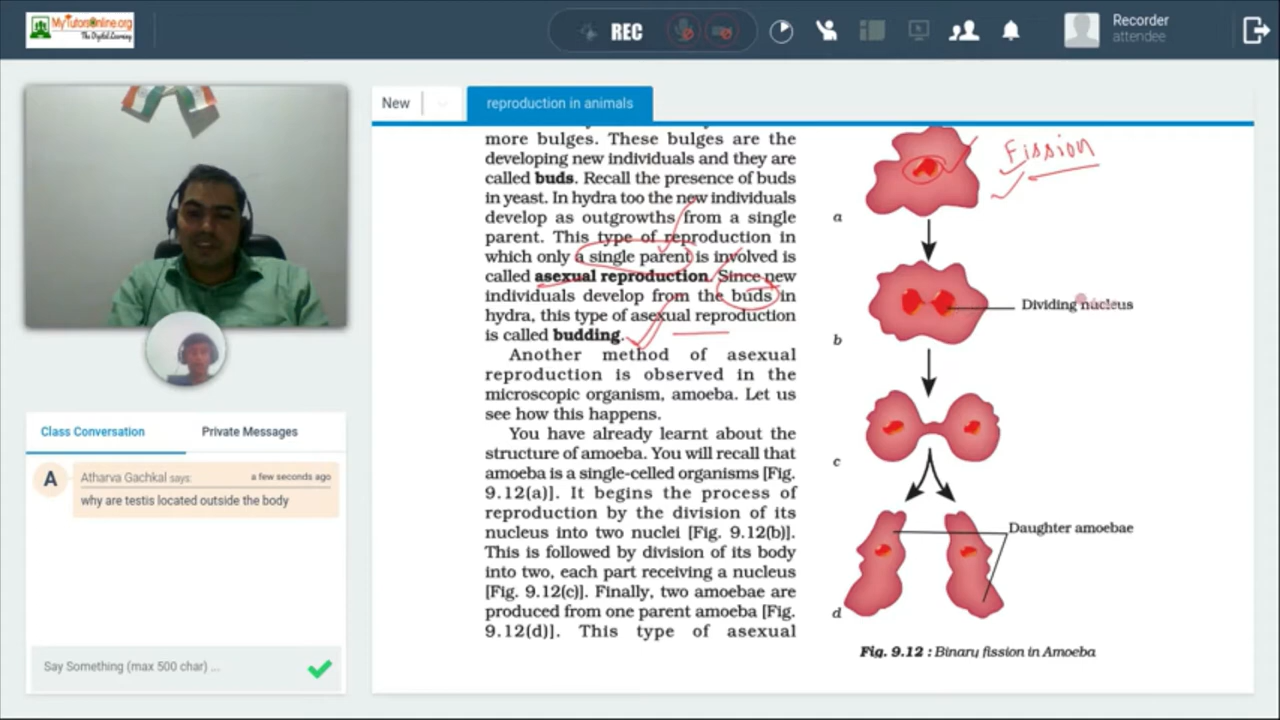 MyTutorsOnline.org
The Digital Learning
REC
Recorder
attendee
New
reproduction in animals
more bulges. These bulges are the
developing new individuals and they are
called buds. Recall the presence of buds
in yeast. In hydra too the new individuals
develop as outgrowths from a single
parent. This type of reproduction in
which only a single parent is involved is
called asexual reproduction. Since new
individuals develop from the buds in
hydra, this type of asexual reproduction
is called budding.
Another method of asexual
reproduction is observed in the
microscopic organism, amoeba. Let us
see how this happens.
You have already learnt about the
structure of amoeba. You will recall that
amoeba is a single-celled organisms [Fig.
9.12(a)]. It begins the process of
reproduction by the division of its
nucleus into two nuclei [Fig. 9.12(b)].
This is followed by division of its body
into two, each part receiving a nucleus
[Fig. 9.12(c)]. Finally, two amoebae are
produced from one parent amoeba [Fig.
9.12(d)]. This type of asexual
Fission
a
Dividing nucleus
b
c
Daughter amoebae
d
Fig. 9.12 : Binary fission in Amoeba
Class Conversation
Private Messages
A
Atharva Gachkal says:
a few seconds ago
why are testis located outside the body
Say Something (max 500 char) ...